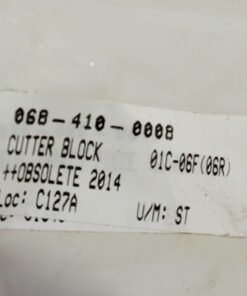 068-410-0008
CUTTER BLOCK 01C-06F(06R)
++OBSOLETE 2014
Loc: C127A U/M: ST